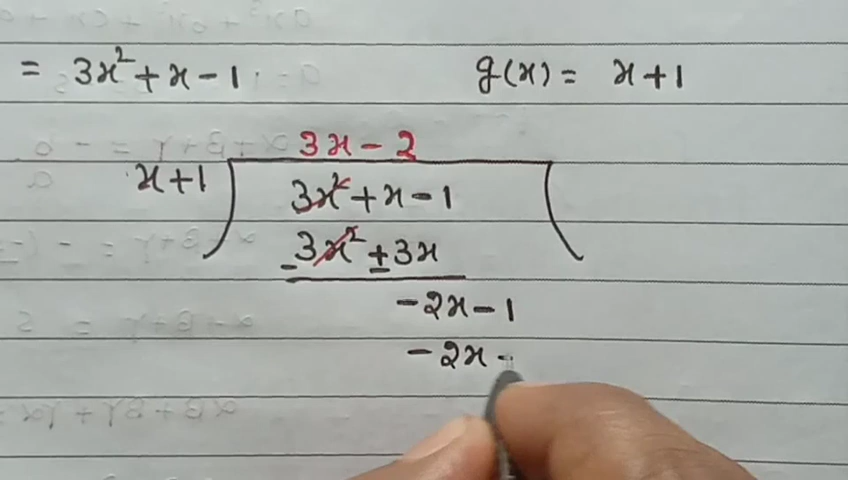 = 3x² + x - 1 g(x) = x + 1
3x - 2
x + 1 3x² + x - 1
3x² + 3x
- -
-2x - 1
-2x -